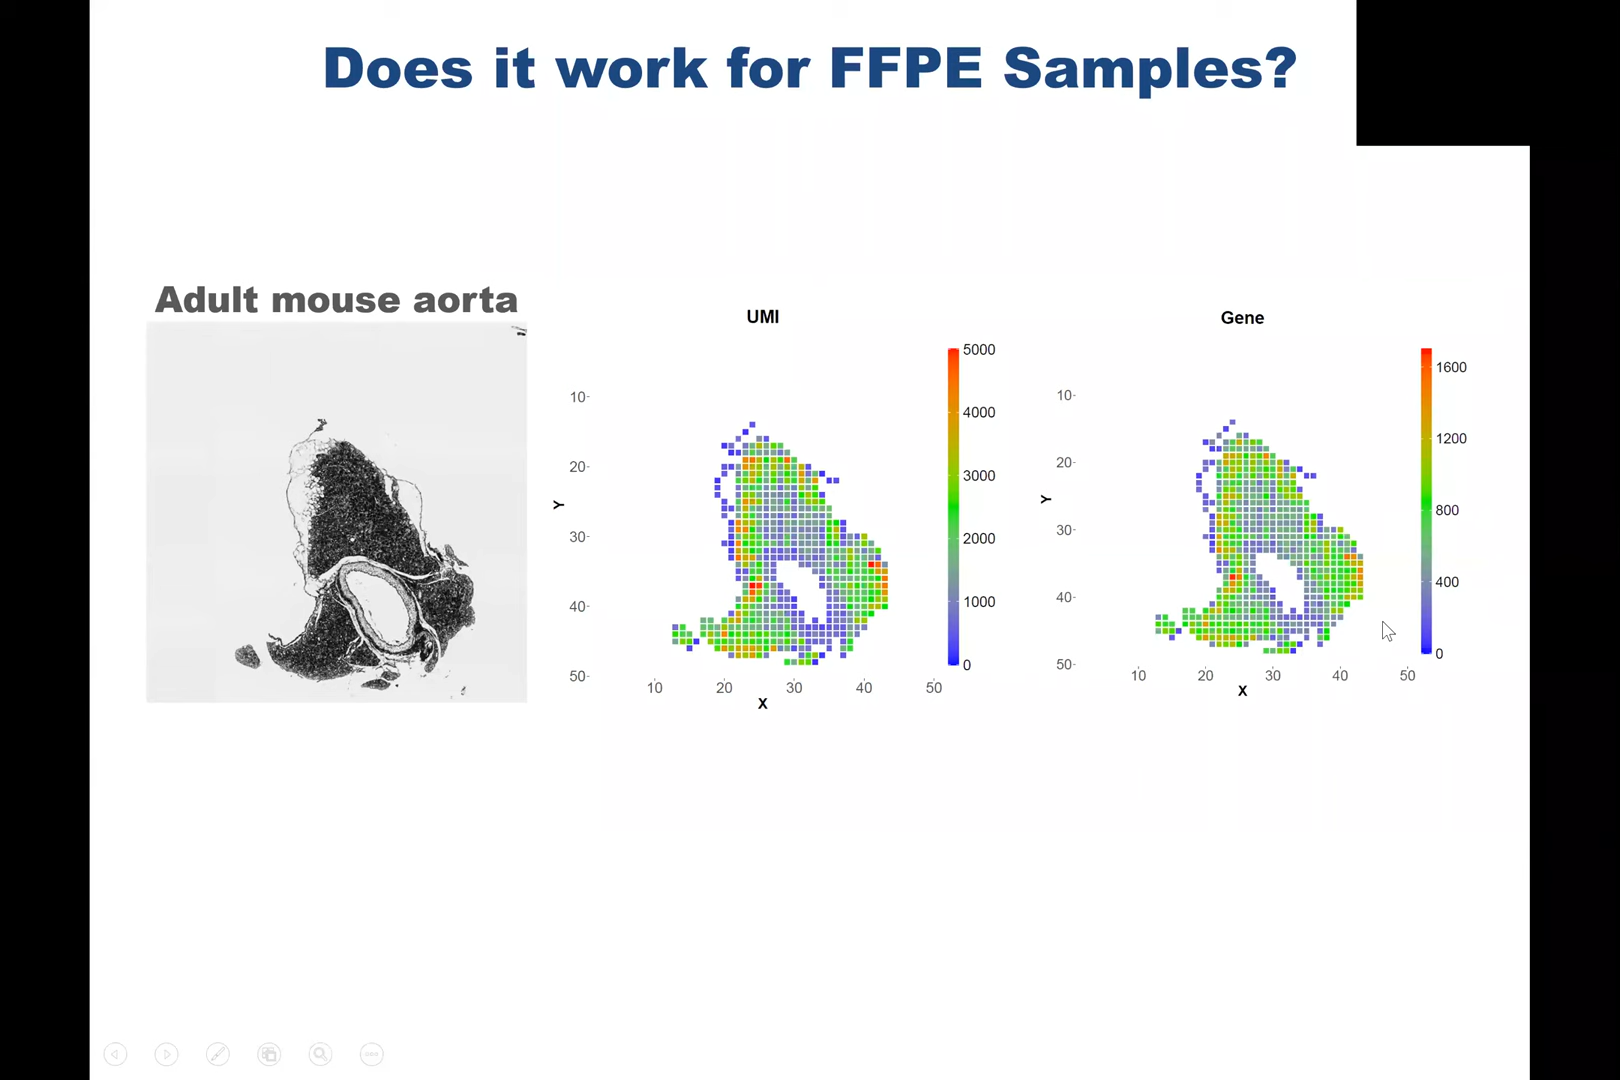 Does it work for FFPE Samples?
Adult mouse aorta
UMI
5000
4000
3000
2000
1000
0
10
20
30
40
50
Y
10 20 30 40 50
X
Gene
1600
1200
800
400
0
10
20
30
40
50
Y
10 20 30 40 50
X